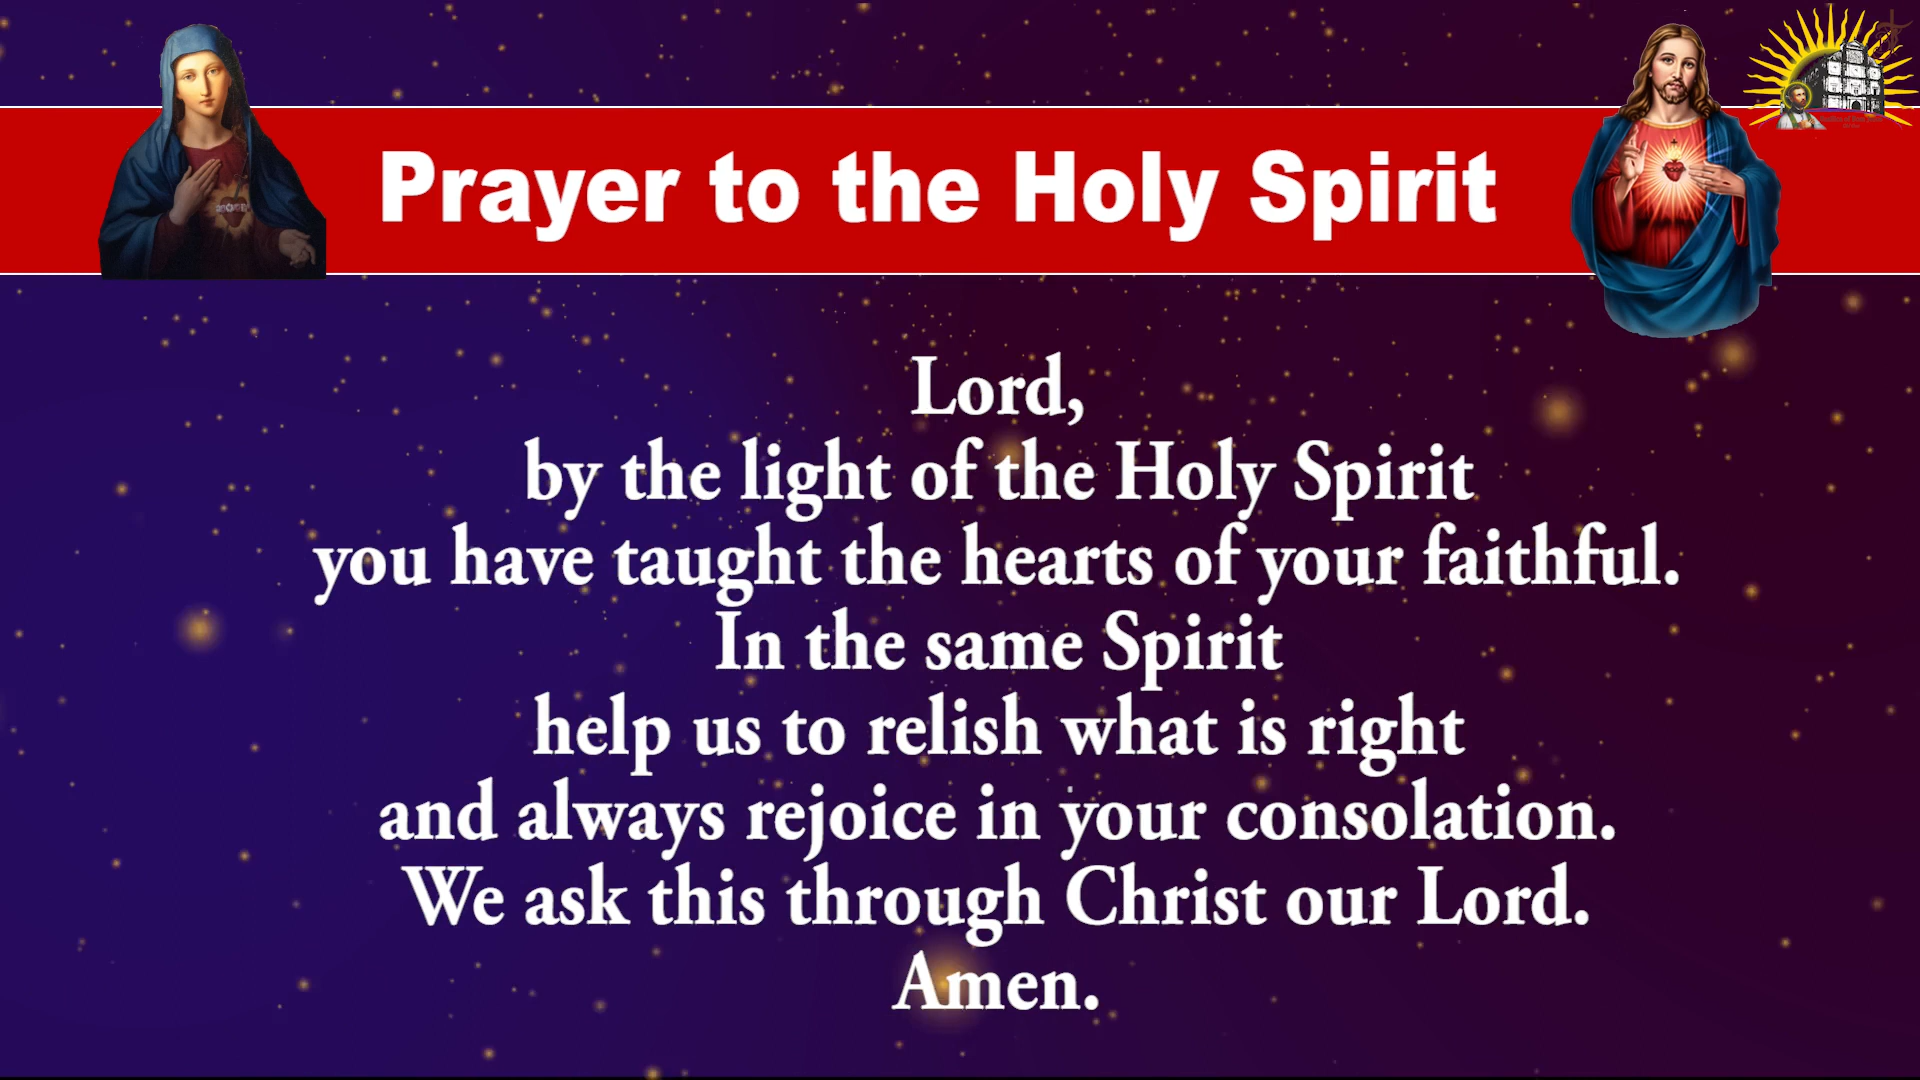 Prayer to the Holy Spirit
Lord,
by the light of the Holy Spirit
you have taught the hearts of your faithful.
In the same Spirit
help us to relish what is right
and always rejoice in your consolation.
We ask this through Christ our Lord.
Amen.